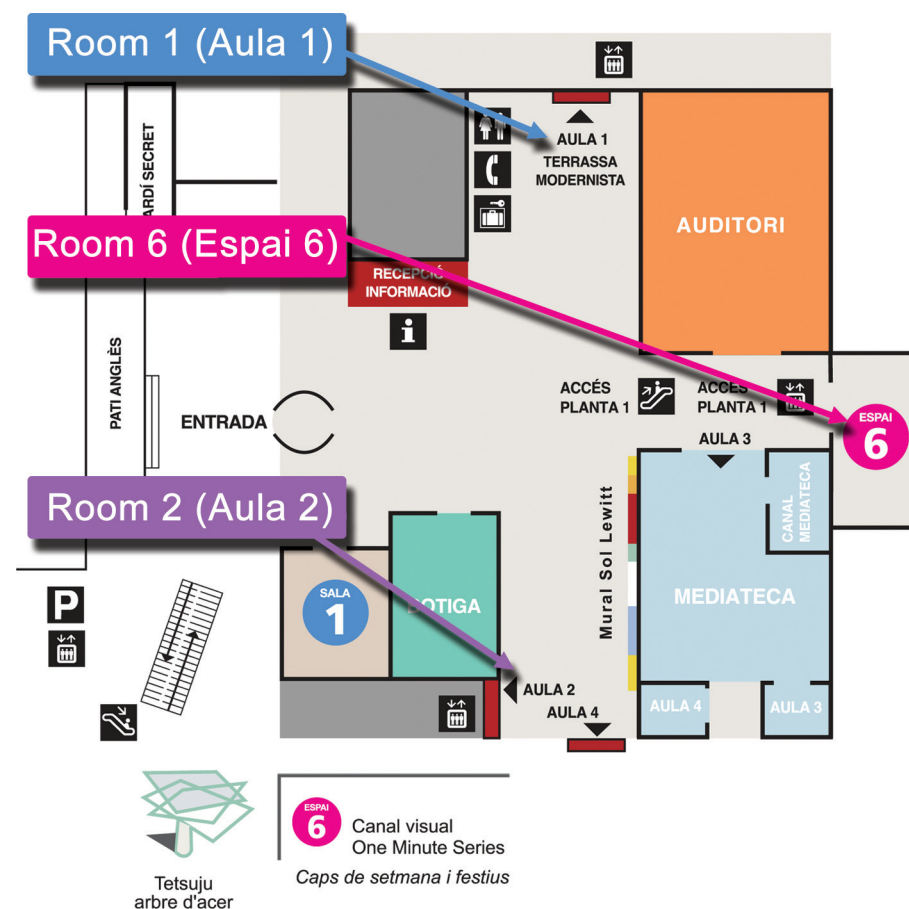 Room 1 (Aula 1)
AULA 1
TERRASSA
MODERNISTA
JARDÍ SECRET
AUDITORI
Room 6 (Espai 6)
RECEPCIÓ
INFORMACIÓ
i
PATI ANGLÈS
ENTRADA
ACCÉS
PLANTA 1
ACCÉS
PLANTA 1
ESPAI
6
AULA 3
Room 2 (Aula 2)
CANAL
MEDIATECA
Mural Sol Lewitt
SALA
1
BOTIGA
MEDIATECA
P
AULA 2
AULA 4
AULA 4
AULA 3
ESPAI
6
Canal visual
One Minute Series
Caps de setmana i festius
Tetsuju
arbre d'acer